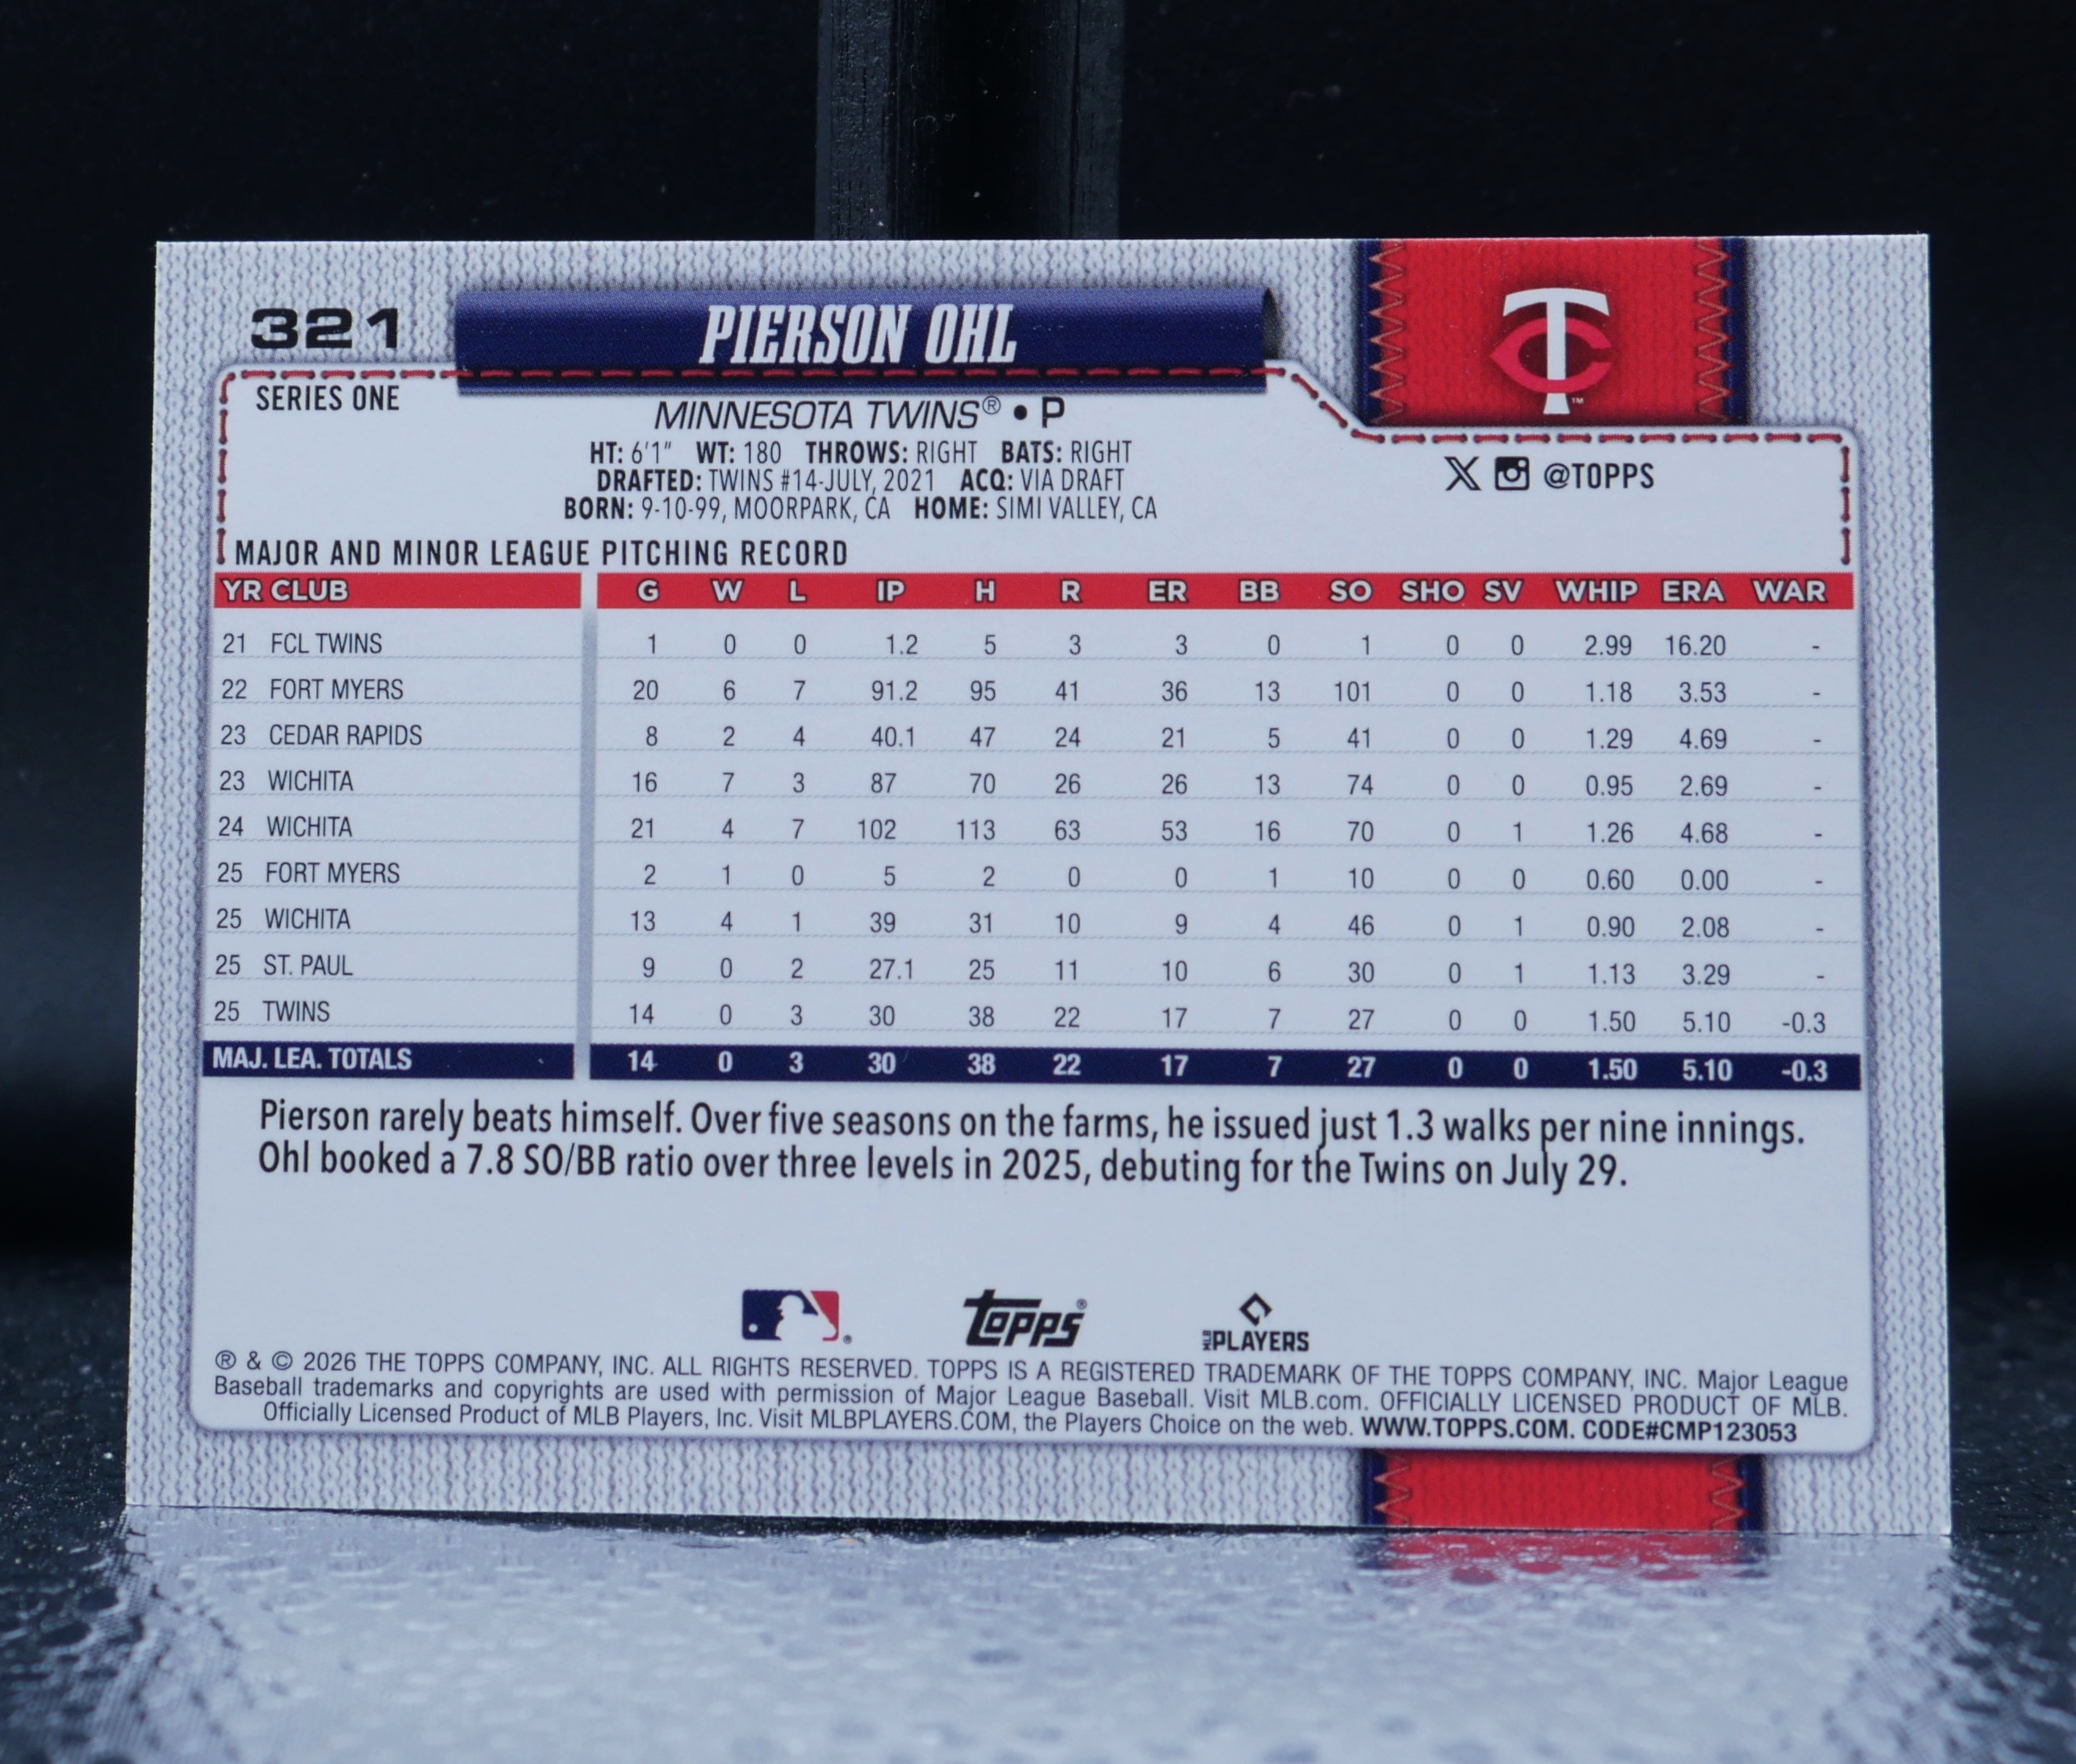 321
PIERSON OHL
SERIES ONE
MINNESOTA TWINS® • P
HT: 6'1" WT: 180 THROWS: RIGHT BATS: RIGHT
DRAFTED: TWINS #14-JULY, 2021 ACQ: VIA DRAFT
BORN: 9-10-99, MOORPARK, CA HOME: SIMI VALLEY, CA
TC™
@TOPPS
MAJOR AND MINOR LEAGUE PITCHING RECORD
YR CLUB G W L IP H R ER BB SO SHO SV WHIP ERA WAR
21 FCL TWINS 1 0 0 1.2 5 3 3 0 1 0 0 2.99 16.20 -
22 FORT MYERS 20 6 7 91.2 95 41 36 13 101 0 0 1.18 3.53 -
23 CEDAR RAPIDS 8 2 4 40.1 47 24 21 5 41 0 0 1.29 4.69 -
23 WICHITA 16 7 3 87 70 26 26 13 74 0 0 0.95 2.69 -
24 WICHITA 21 4 7 102 113 63 53 16 70 0 1 1.26 4.68 -
25 FORT MYERS 2 1 0 5 2 0 0 1 10 0 0 0.60 0.00 -
25 WICHITA 13 4 1 39 31 10 9 4 46 0 1 0.90 2.08 -
25 ST. PAUL 9 0 2 27.1 25 11 10 6 30 0 1 1.13 3.29 -
25 TWINS 14 0 3 30 38 22 17 7 27 0 0 1.50 5.10 -0.3
MAJ. LEA. TOTALS 14 0 3 30 38 22 17 7 27 0 0 1.50 5.10 -0.3
Pierson rarely beats himself. Over five seasons on the farms, he issued just 1.3 walks per nine innings.
Ohl booked a 7.8 SO/BB ratio over three levels in 2025, debuting for the Twins on July 29.
Topps®
MLB PLAYERS
® & © 2026 THE TOPPS COMPANY, INC. ALL RIGHTS RESERVED. TOPPS IS A REGISTERED TRADEMARK OF THE TOPPS COMPANY, INC. Major League
Baseball trademarks and copyrights are used with permission of Major League Baseball. Visit MLB.com. OFFICIALLY LICENSED PRODUCT OF MLB.
Officially Licensed Product of MLB Players, Inc. Visit MLBPLAYERS.COM, the Players Choice on the web. WWW.TOPPS.COM. CODE#CMP123053